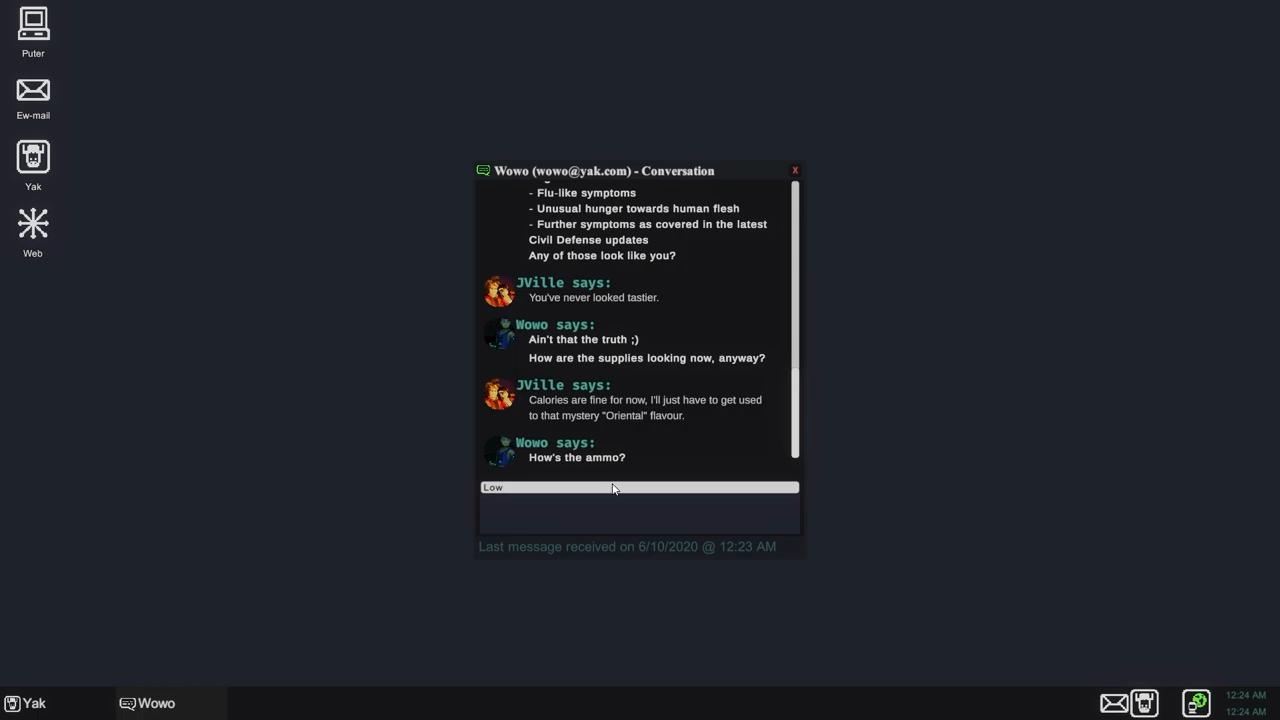 Puter
Ew-mail
Yak
Web
Wowo (wowo@yak.com) - Conversation
x
- Flu-like symptoms
- Unusual hunger towards human flesh
- Further symptoms as covered in the latest
Civil Defense updates
Any of those look like you?
JVille says:
You've never looked tastier.
Wowo says:
Ain't that the truth ;)
How are the supplies looking now, anyway?
JVille says:
Calories are fine for now, I'll just have to get used
to that mystery "Oriental" flavour.
Wowo says:
How's the ammo?
Low
Last message received on 6/10/2020 @ 12:23 AM
Yak
Wowo
12:24 AM
12:24 AM